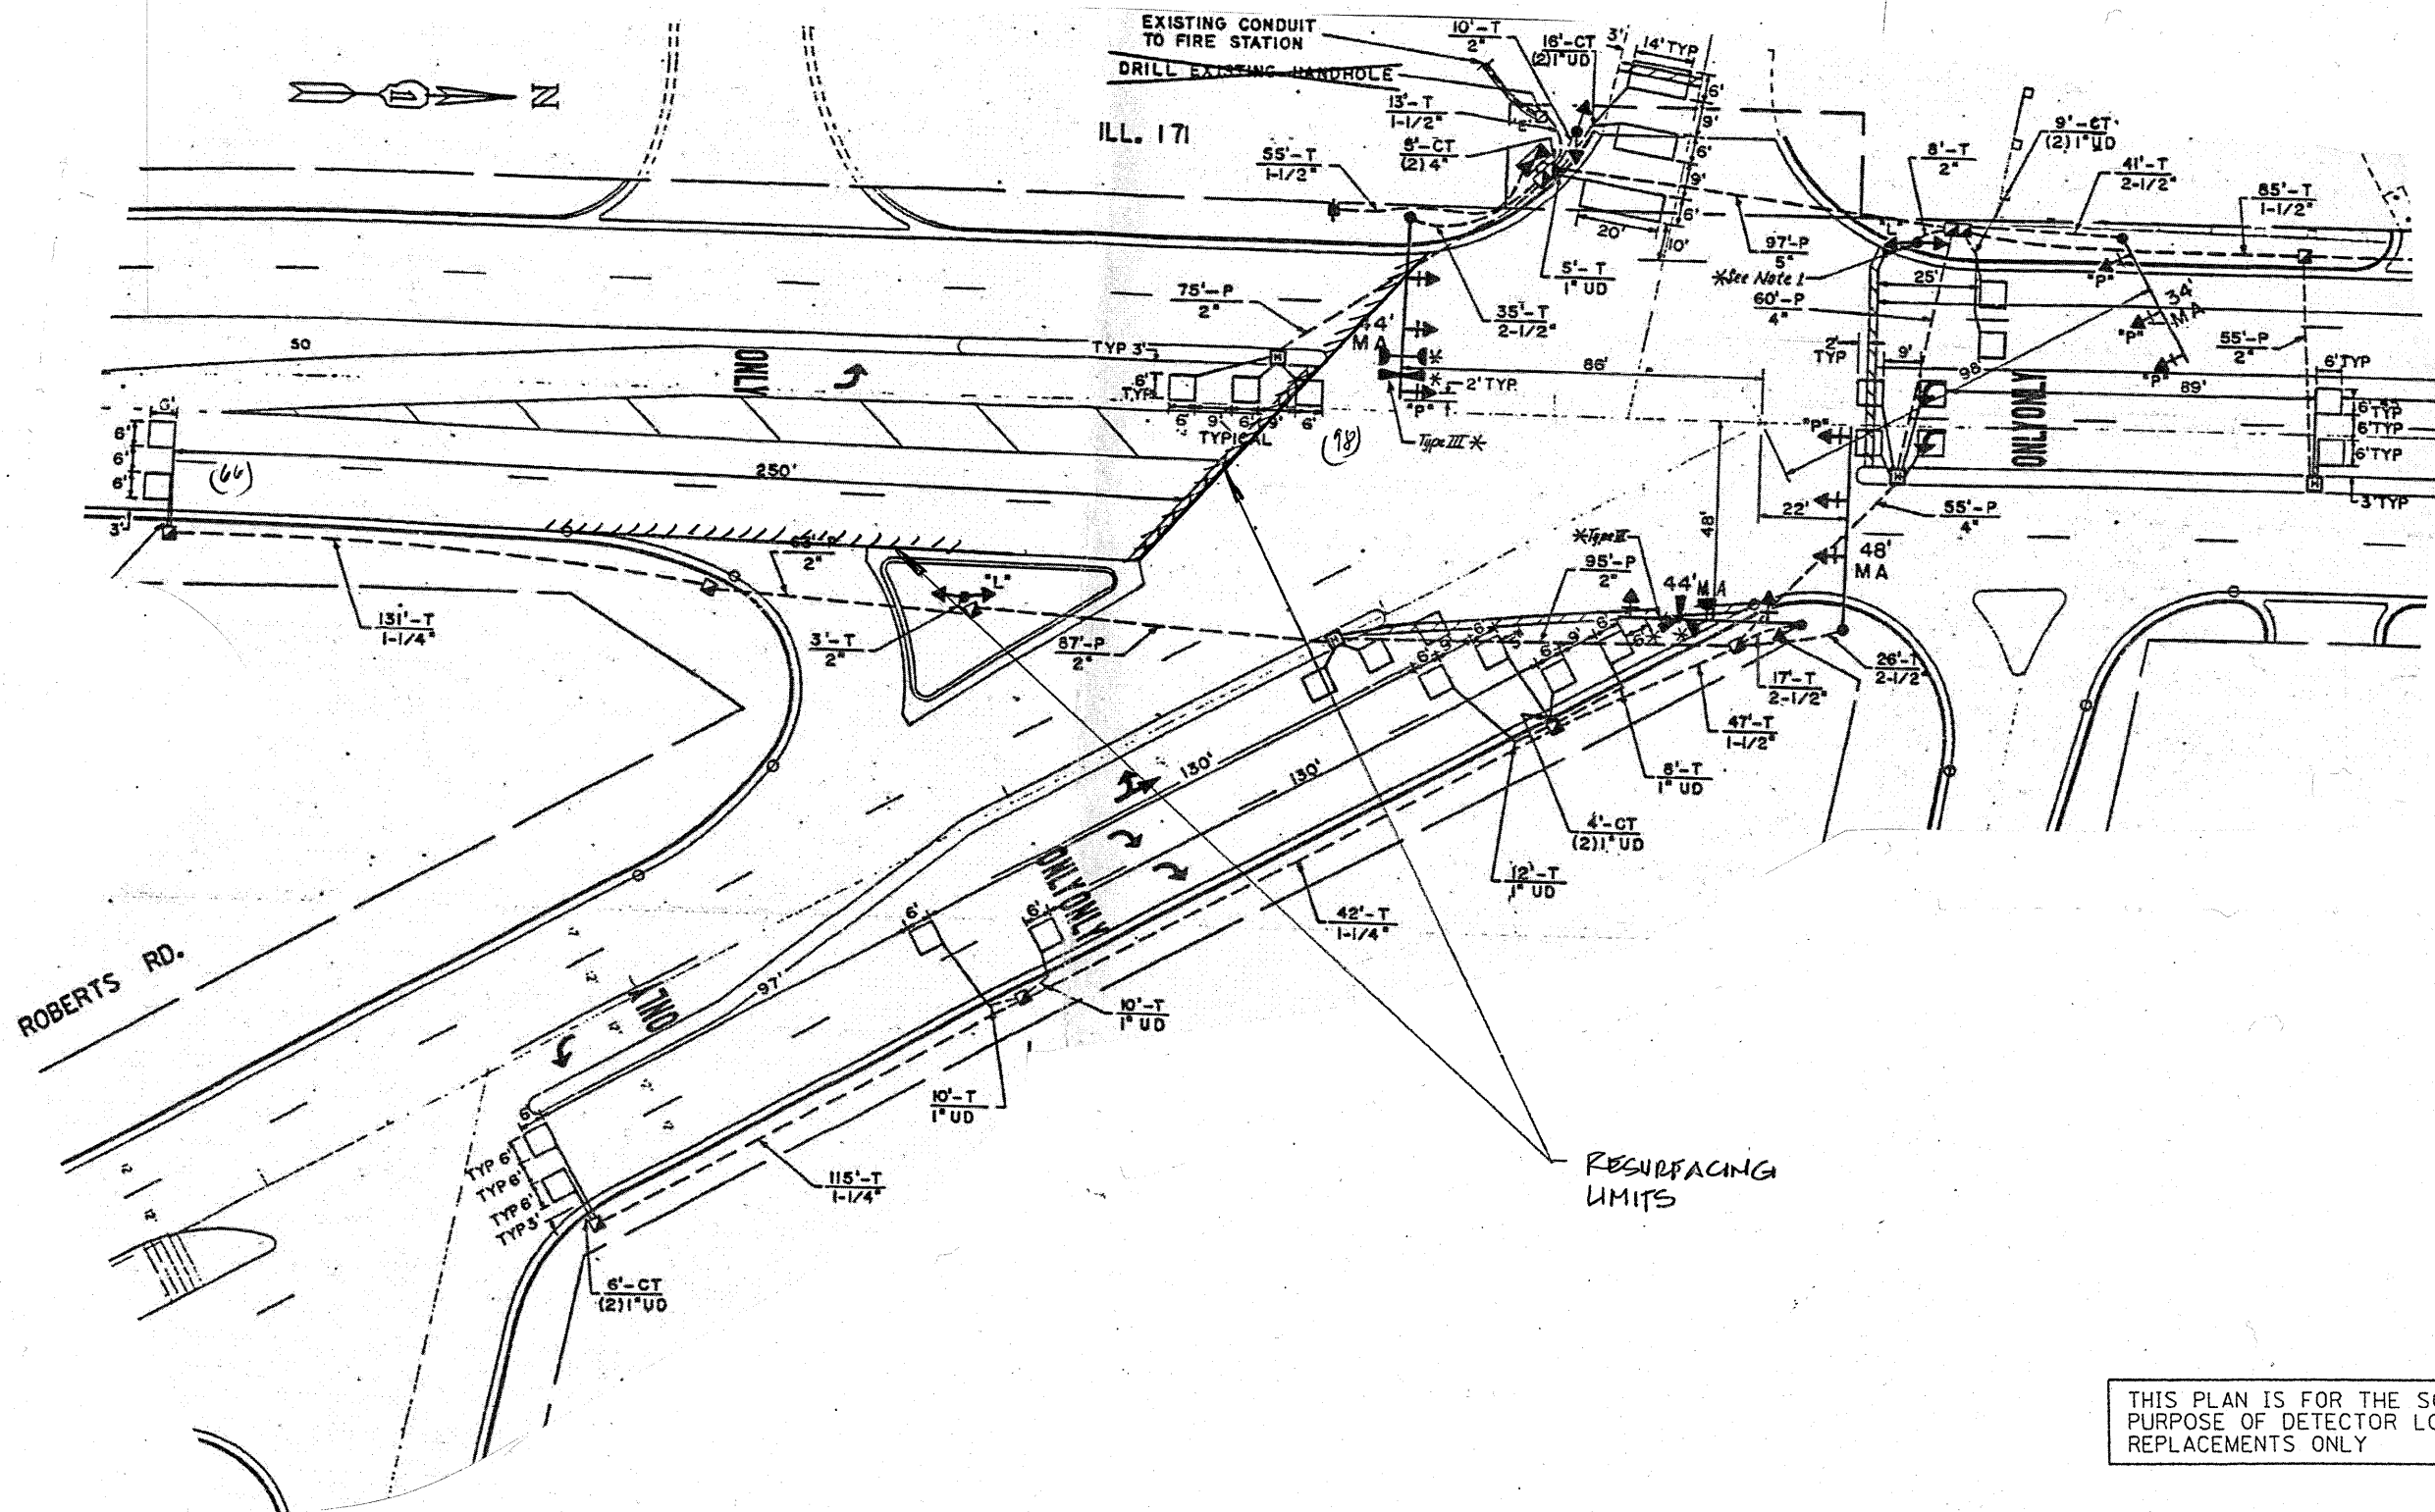 EXISTING CONDUIT
TO FIRE STATION
DRILL EXISTING HANDHOLE
10'-T
2"
16'-CT
(2)1"UD
3'
14'TYP
6'
9'
6'
9'
6'
10'
20'
N
ILL. 171
13'-T
1-1/2"
"E"
(2)4"
55'-T
1-1/2"
8'-T
2"
9'-CT
(2)1"UD
41'-T
2-1/2"
85'-T
1-1/2"
97'-P
5"
*See Note 1
5'-T
1"UD
35'-T
2-1/2"
75'-P
2"
25'
60'-P
4"
"L"
"P"
34'
MA
"P"
"P"
55'-P
2"
6'TYP
50
ONLY
TYP 3'
44'
MA
*
*
86'
2' TYP.
"P"
Type III *
2'
TYP
9'
98'
89'
6'TYP
6'TYP
6'TYP
3'TYP
ONLY ONLY
6'
TYP.
6'
9'
6'
9'
6'
TYPICAL
(98)
6'
6'
6'
6'
3'
(66)
250'
"P"
48'
22'
55'-P
4"
48'
MA
63'-P
2"
"L"
131'-T
1-1/4"
3'-T
2"
87'-P
2"
*Type III
95'-P
2"
44' MA
26'-T
2-1/2"
17'-T
2-1/2"
47'-T
1-1/2"
8'-T
1"UD
4'-CT
(2)1"UD
12'-T
1"UD
42'-T
1-1/4"
130'
130'
ONLY ONLY
6'
6'
97'
ONLY
ROBERTS RD.
10'-T
1"UD
10'-T
1"UD
6'
TYP 6'
TYP 6'
TYP 6'
TYP 3'
115'-T
1-1/4"
6'-CT
(2)1"UD
RESURFACING
LIMITS
THIS PLAN IS FOR THE
PURPOSE OF DETECTOR
REPLACEMENTS ONLY